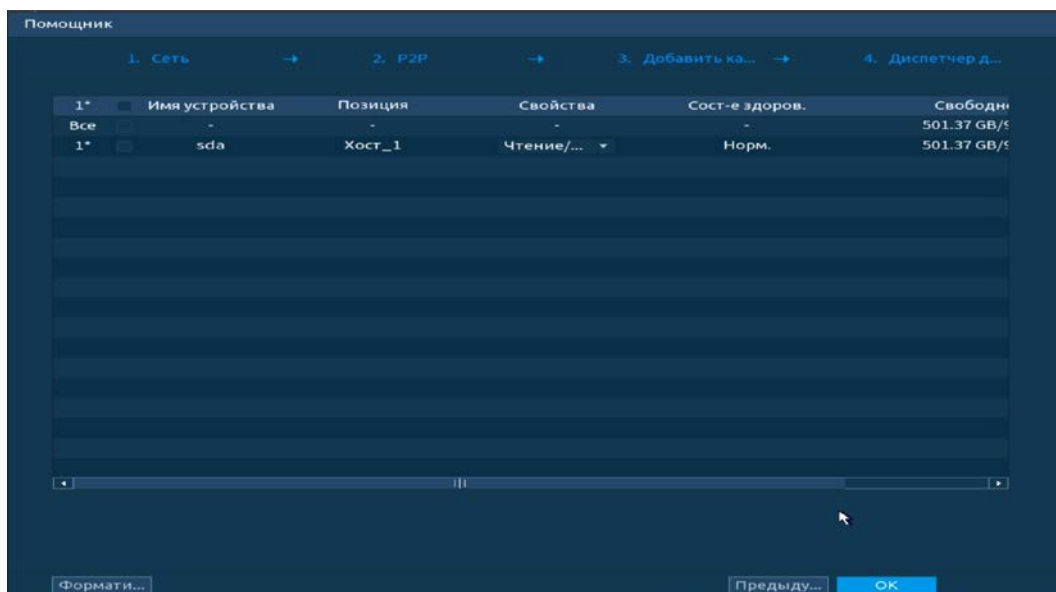 Помощник
1. Сеть → 2. P2P → 3. Добавить ка... → 4. Диспетчер д...
1* Имя устройства Позиция Свойства Сост-е здоров. Свободн
Все - - - - 501.37 GB/
1* sda Хост_1 Чтение/... Норм. 501.37 GB/
Формати... Предыду... OK